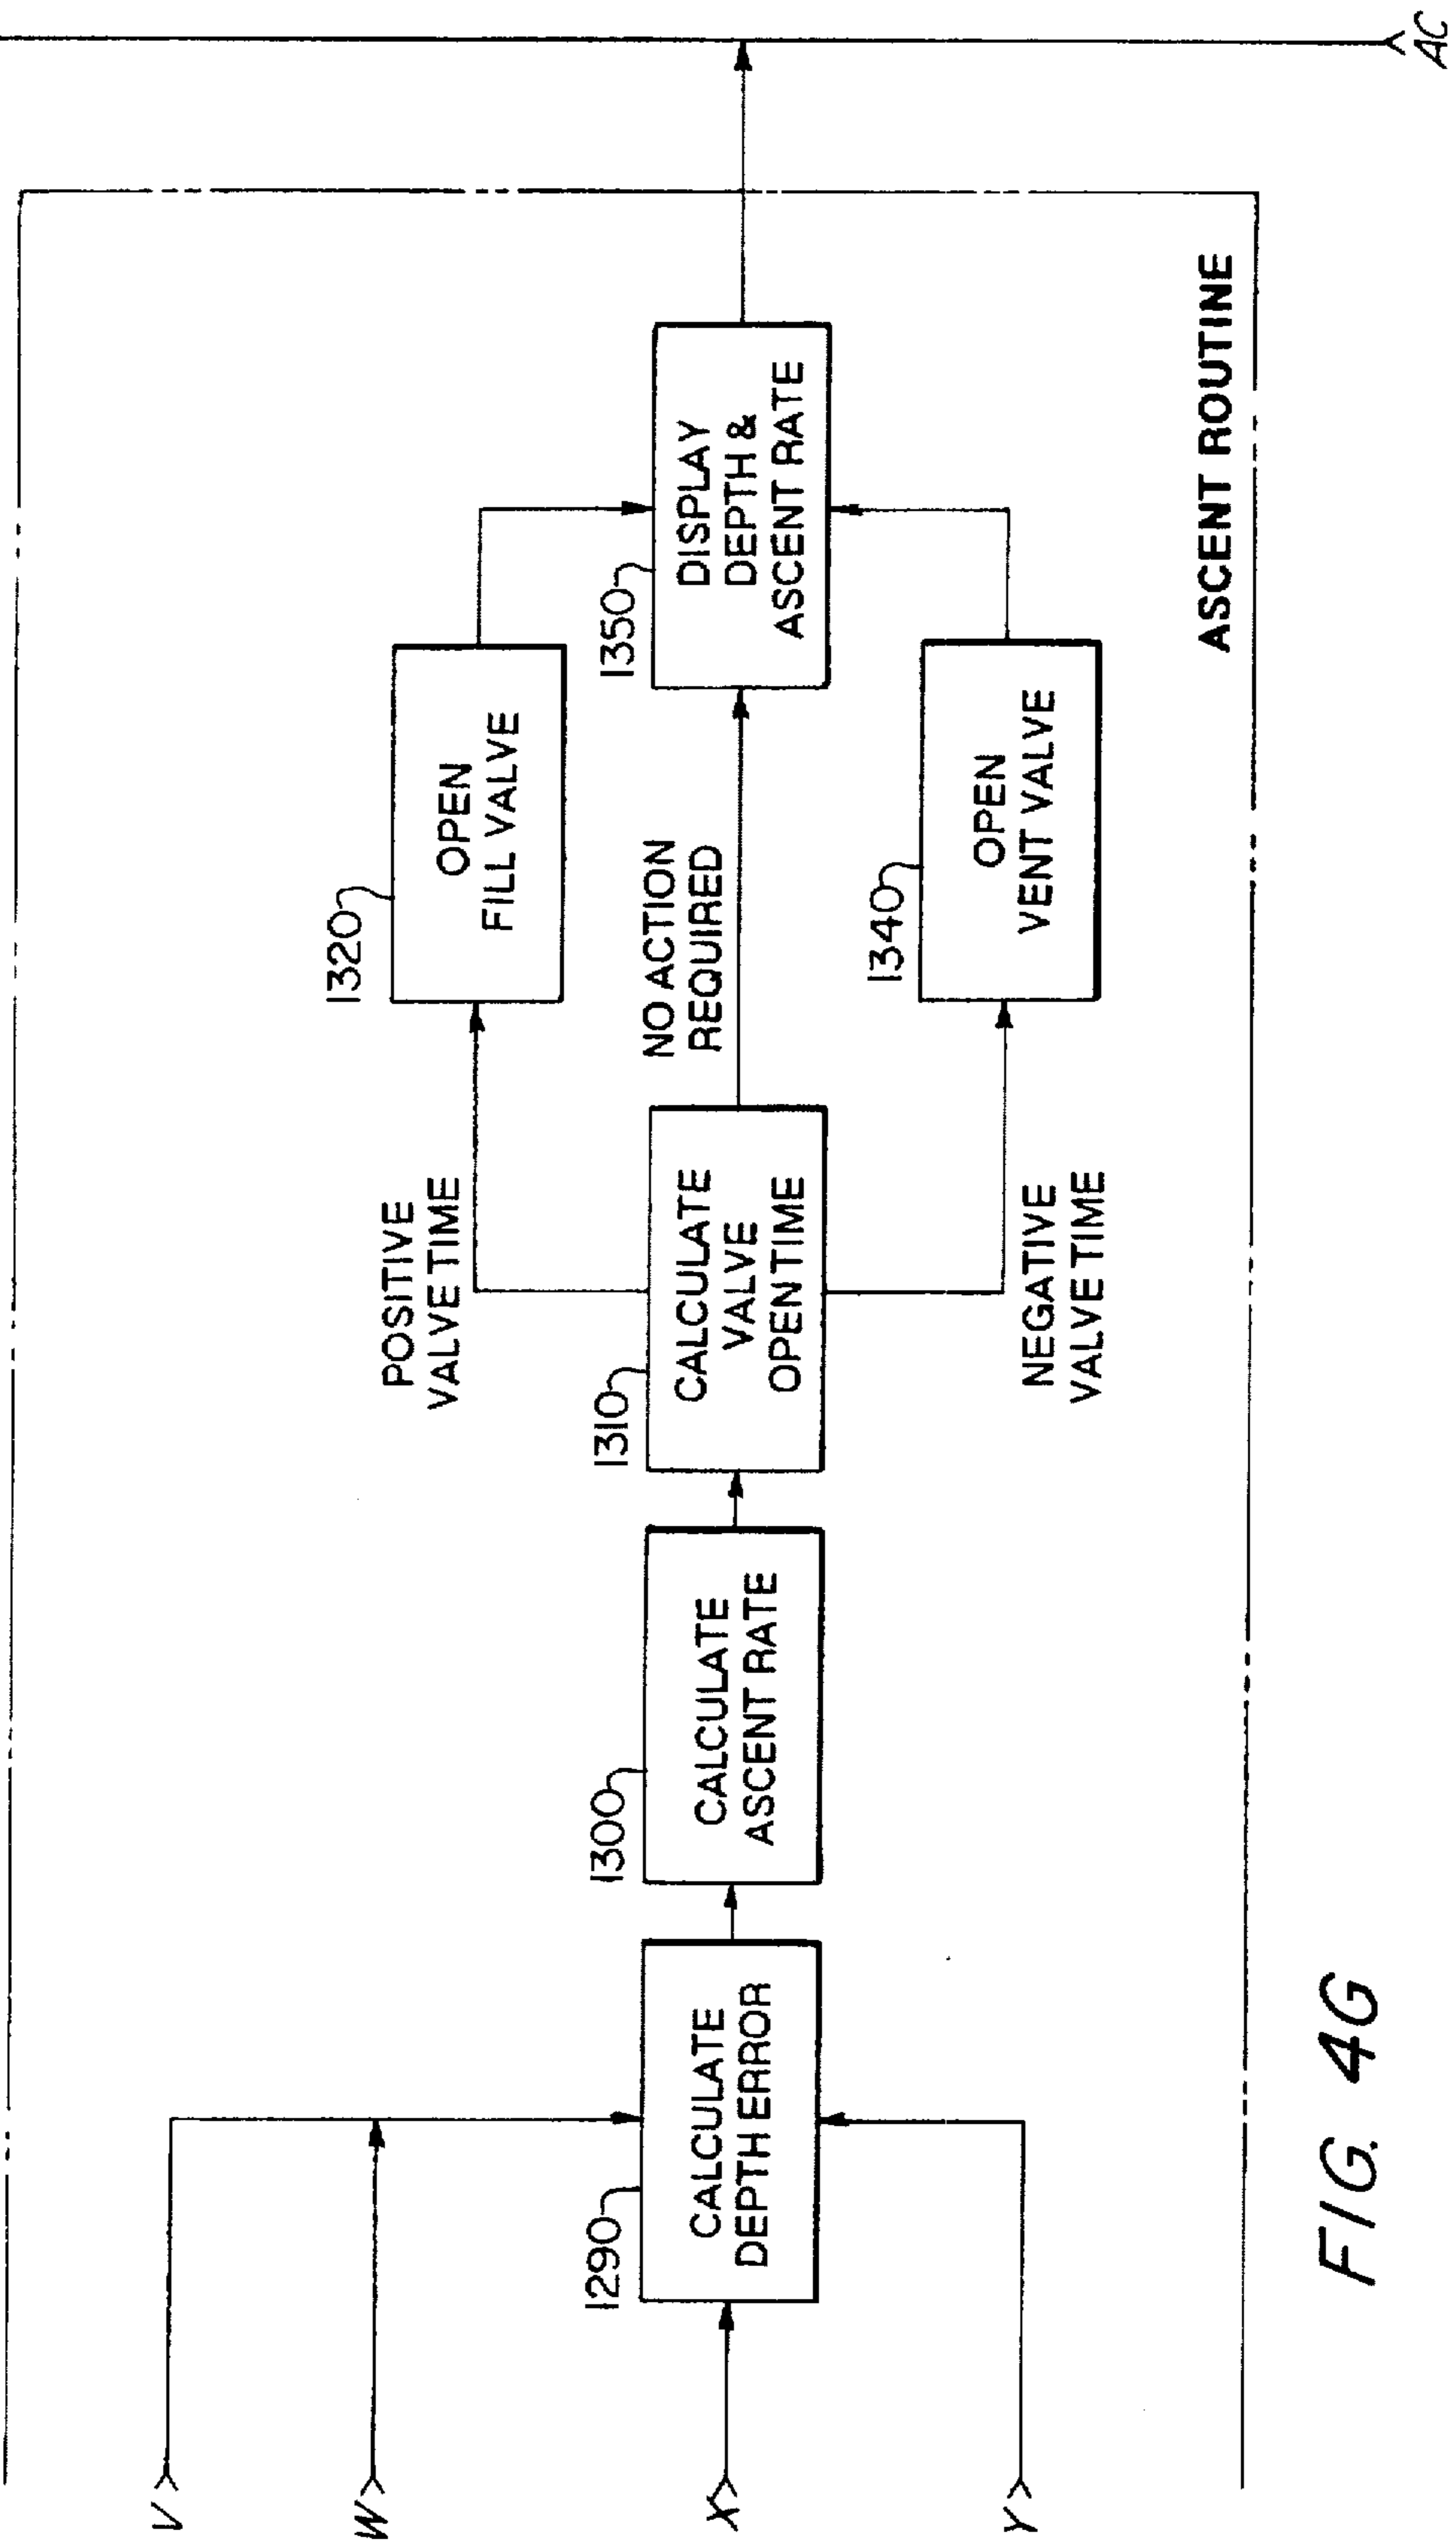 V
W
X
Y
1290
CALCULATE
DEPTH ERROR
1300
CALCULATE
ASCENT RATE
1310
CALCULATE
VALVE
OPEN TIME
POSITIVE
VALVE TIME
1320
OPEN
FILL VALVE
NO ACTION
REQUIRED
NEGATIVE
VALVE TIME
1340
OPEN
VENT VALVE
1350
DISPLAY
DEPTH &
ASCENT RATE
ASCENT ROUTINE
AC
FIG. 4G